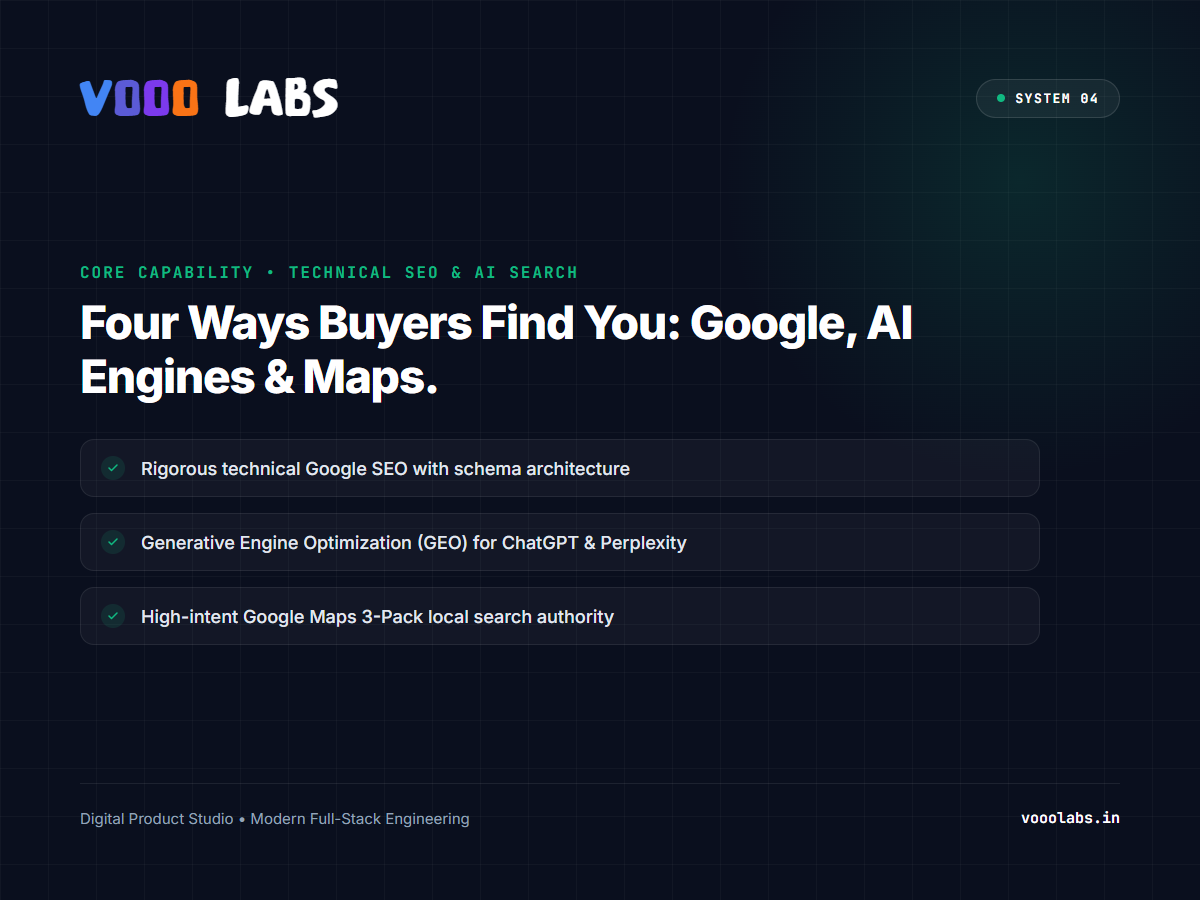 VOOO LABS
SYSTEM 04
CORE CAPABILITY • TECHNICAL SEO & AI SEARCH
Four Ways Buyers Find You: Google, AI
Engines & Maps.
Rigorous technical Google SEO with schema architecture
Generative Engine Optimization (GEO) for ChatGPT & Perplexity
High-intent Google Maps 3-Pack local search authority
Digital Product Studio • Modern Full-Stack Engineering
vooolabs.in